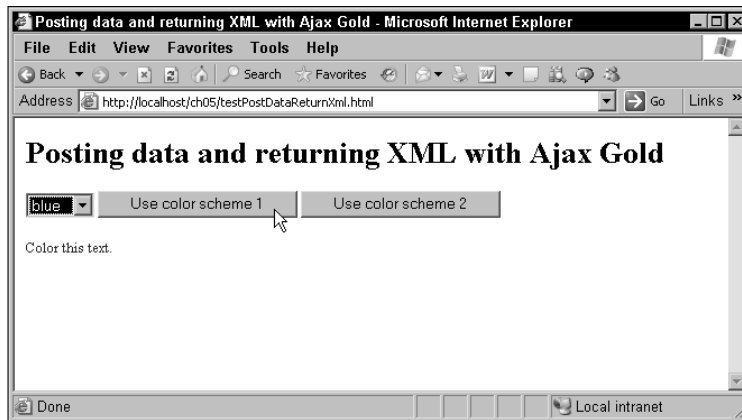 Posting data and returning XML with Ajax Gold - Microsoft Internet Explorer
File Edit View Favorites Tools Help
Back Search Favorites
Address http://localhost/ch05/testPostDataReturnXml.html Go Links »
Posting data and returning XML with Ajax Gold
blue Use color scheme 1 Use color scheme 2
Color this text.
Done Local intranet